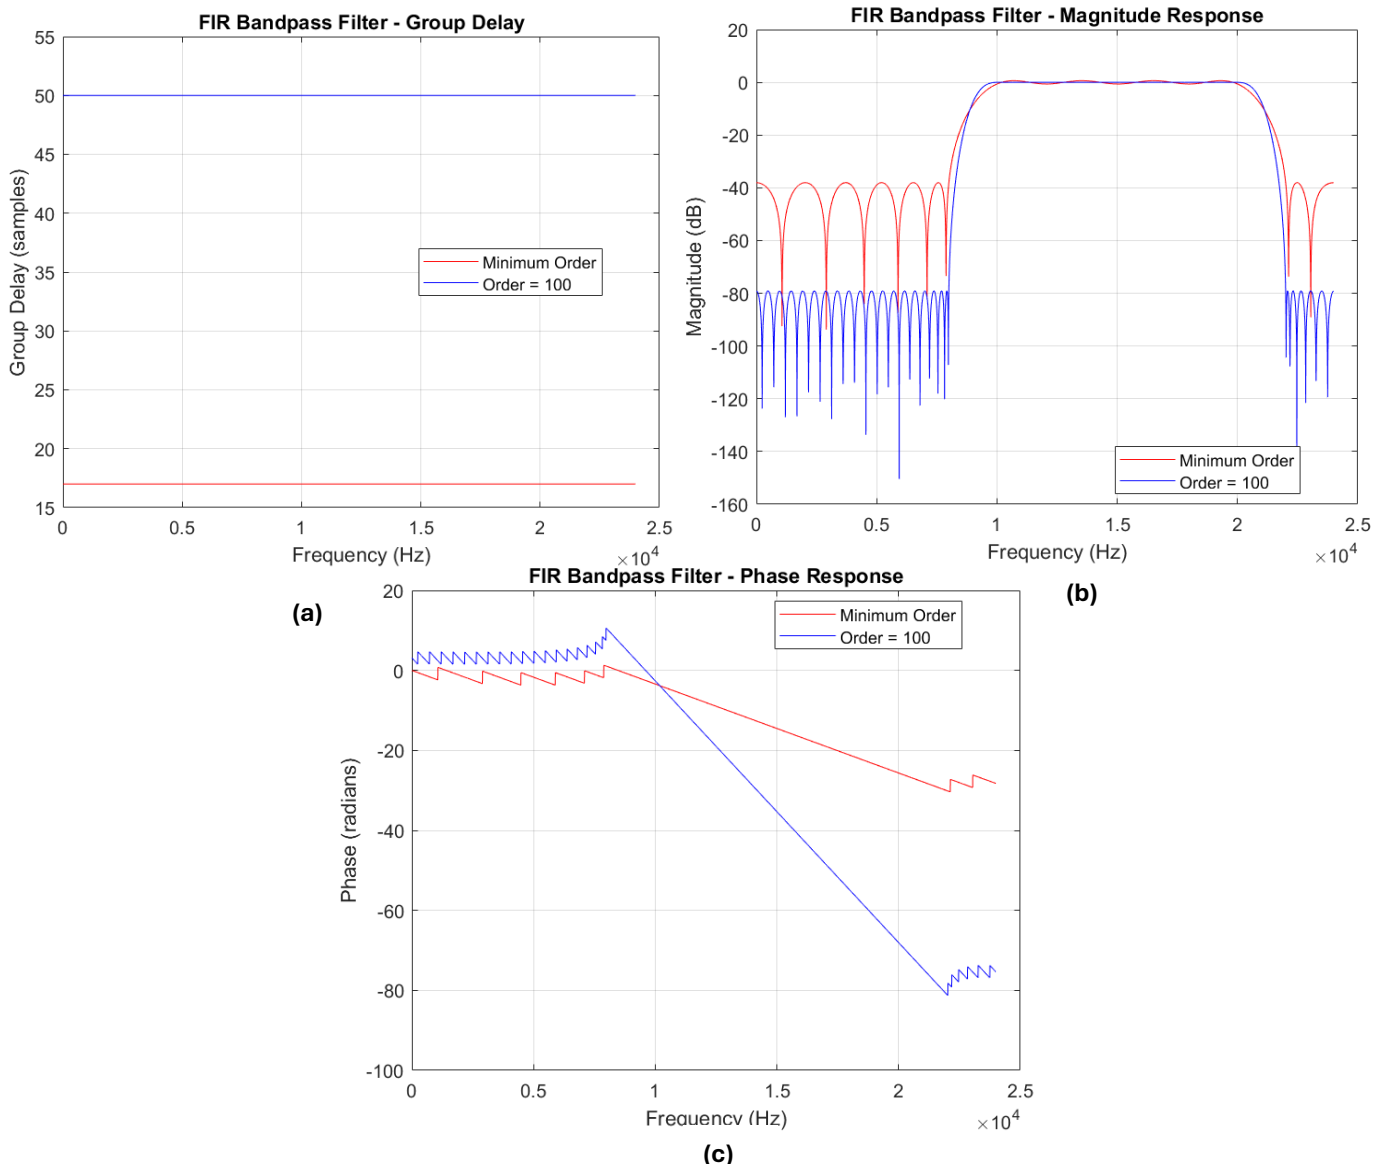 FIR Bandpass Filter - Group Delay
55
50
45
40
35
30
25
20
15
Group Delay (samples)
Minimum Order
Order = 100
0 0.5 1 1.5 2 2.5
Frequency (Hz)
×10^4
(a)
FIR Bandpass Filter - Magnitude Response
20
0
-20
-40
-60
-80
-100
-120
-140
-160
Magnitude (dB)
Minimum Order
Order = 100
0 0.5 1 1.5 2 2.5
Frequency (Hz)
×10^4
(b)
FIR Bandpass Filter - Phase Response
20
0
-20
-40
-60
-80
-100
Phase (radians)
Minimum Order
Order = 100
0 0.5 1 1.5 2 2.5
Frequency (Hz)
×10^4
(c)